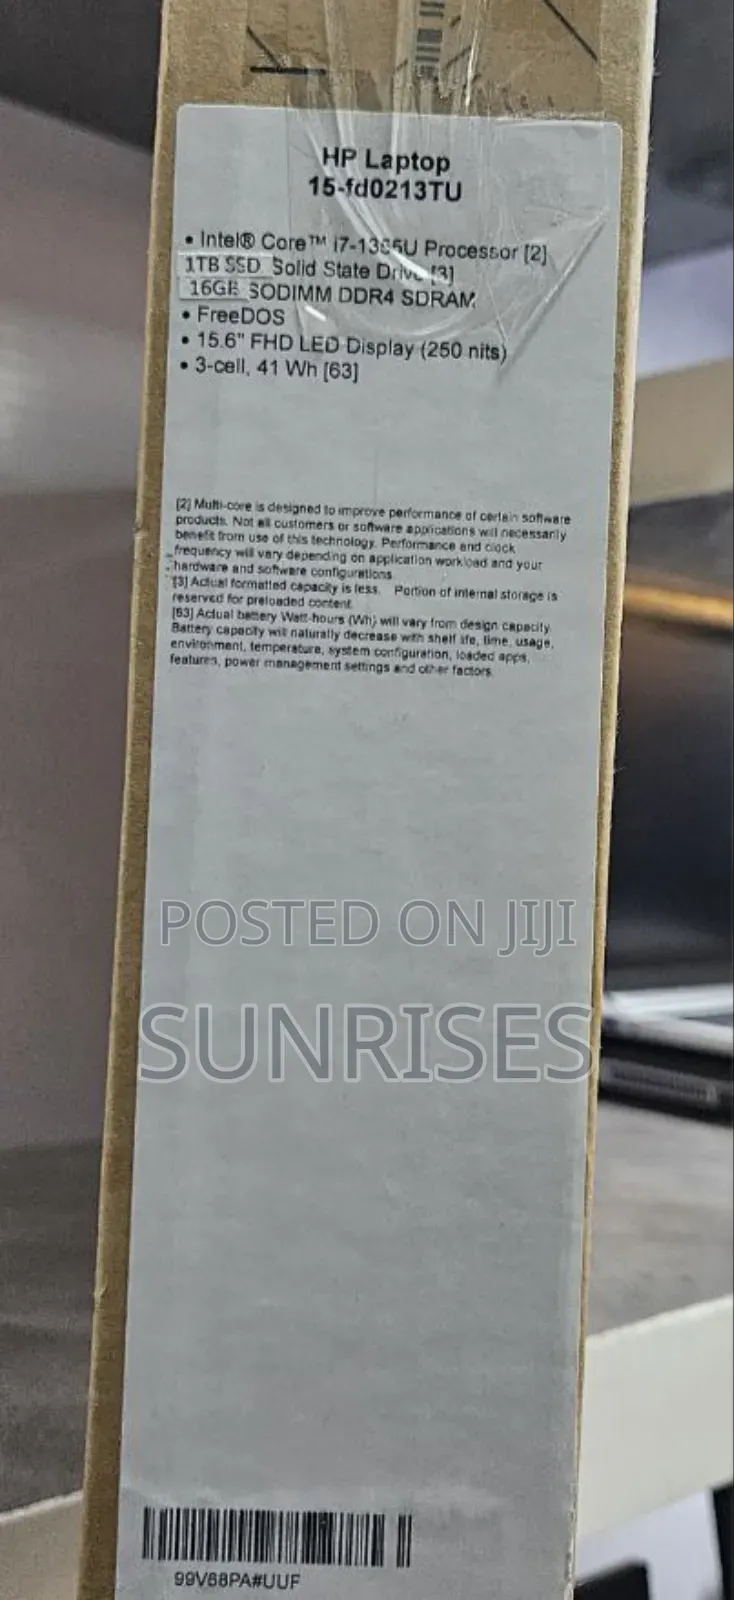 HP Laptop
15-fd0213TU
• Intel® Core™ i7-1355U Processor [2]
1TB SSD Solid State Drive [3]
16GB SODIMM DDR4 SDRAM
• FreeDOS
• 15.6" FHD LED Display (250 nits)
• 3-cell, 41 Wh [63]
[2] Multi-core is designed to improve performance of certain software
products. Not all customers or software applications will necessarily
benefit from use of this technology. Performance and clock
frequency will vary depending on application workload and your
hardware and software configurations.
[3] Actual formatted capacity is less. Portion of internal storage is
reserved for preloaded content.
[63] Actual battery Watt-hours (Wh) will vary from design capacity.
Battery capacity will naturally decrease with shelf life, time, usage,
environment, temperature, system configuration, loaded apps,
features, power management settings and other factors.
POSTED ON JIJI
SUNRISES
99V68PA#UUF